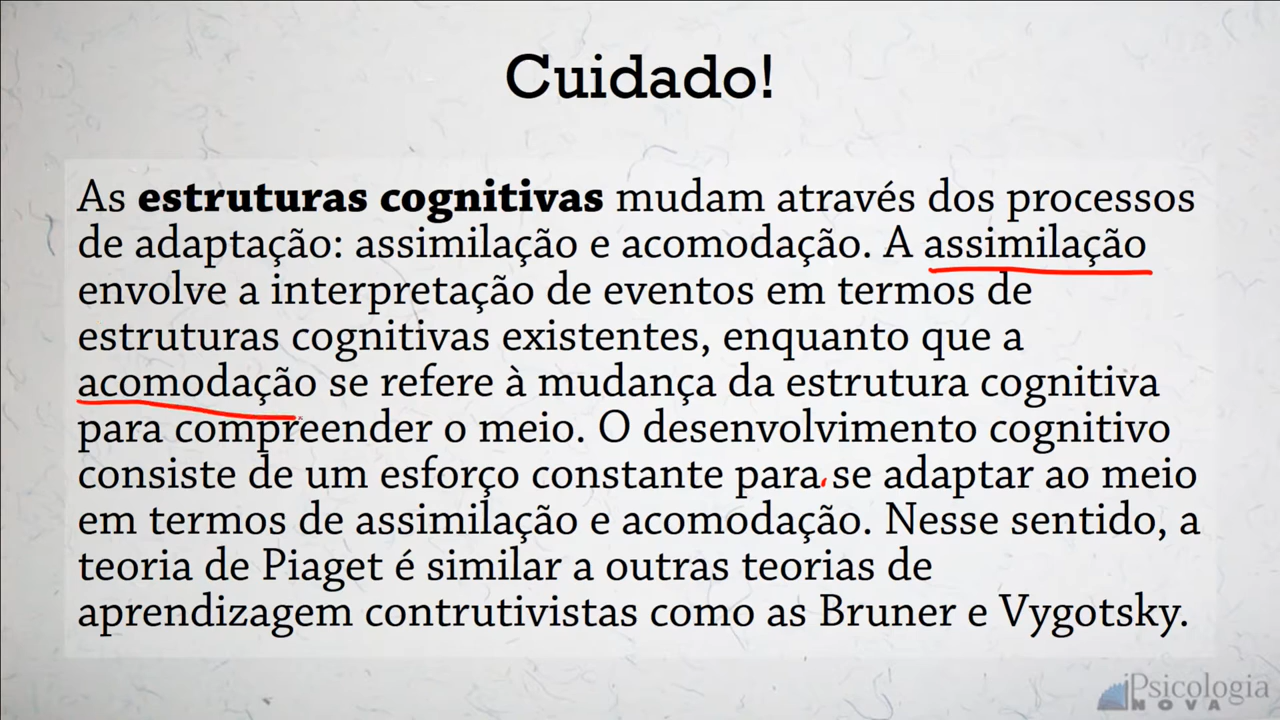 Cuidado!
As estruturas cognitivas mudam através dos processos
de adaptação: assimilação e acomodação. A assimilação
envolve a interpretação de eventos em termos de
estruturas cognitivas existentes, enquanto que a
acomodação se refere à mudança da estrutura cognitiva
para compreender o meio. O desenvolvimento cognitivo
consiste de um esforço constante para se adaptar ao meio
em termos de assimilação e acomodação. Nesse sentido, a
teoria de Piaget é similar a outras teorias de
aprendizagem contrutivistas como as Bruner e Vygotsky.
Psicologia
NOVA